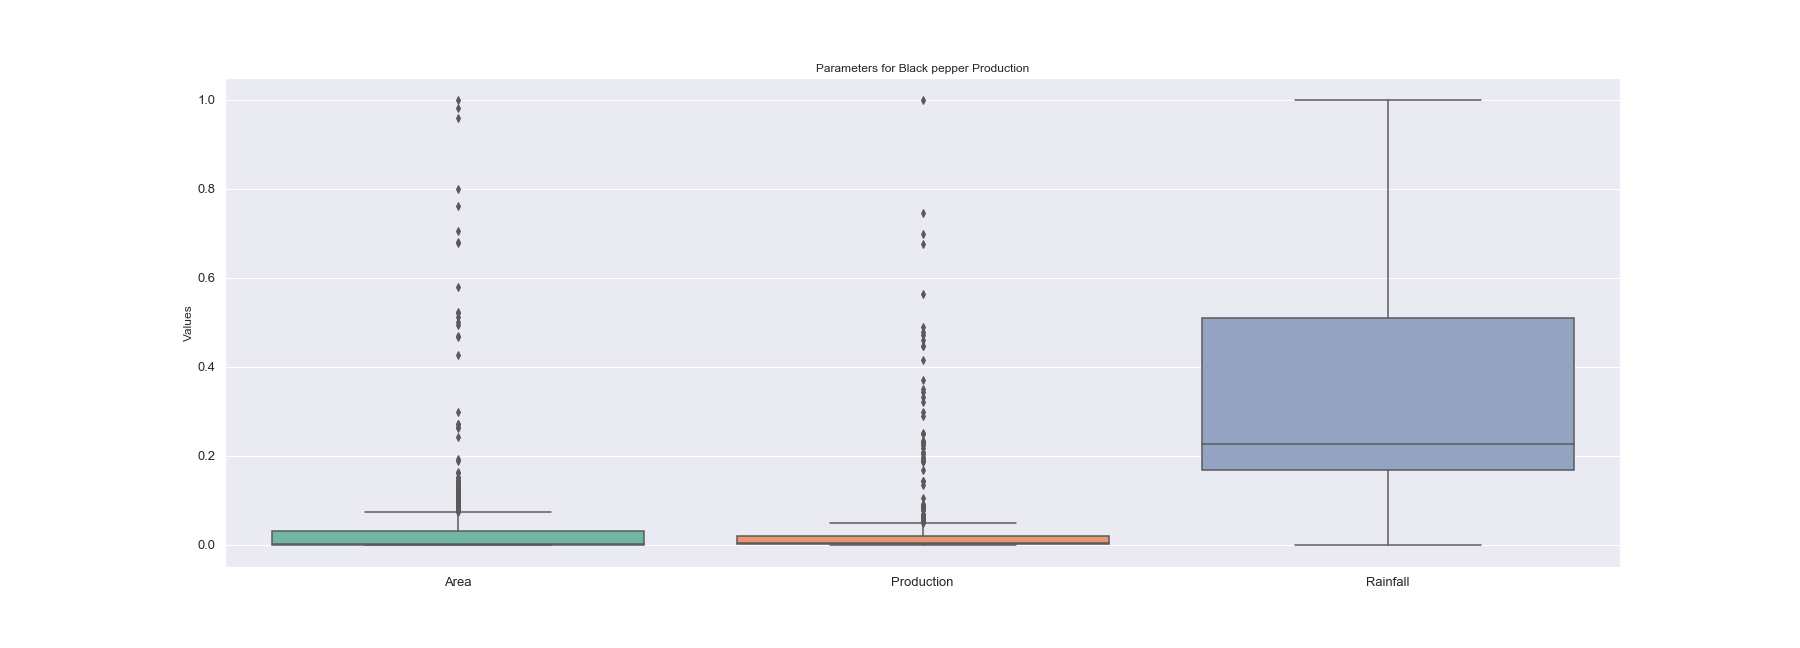 Parameters for Black pepper Production
1.0
0.8
0.6
0.4
0.2
0.0
Values
Area
Production
Rainfall